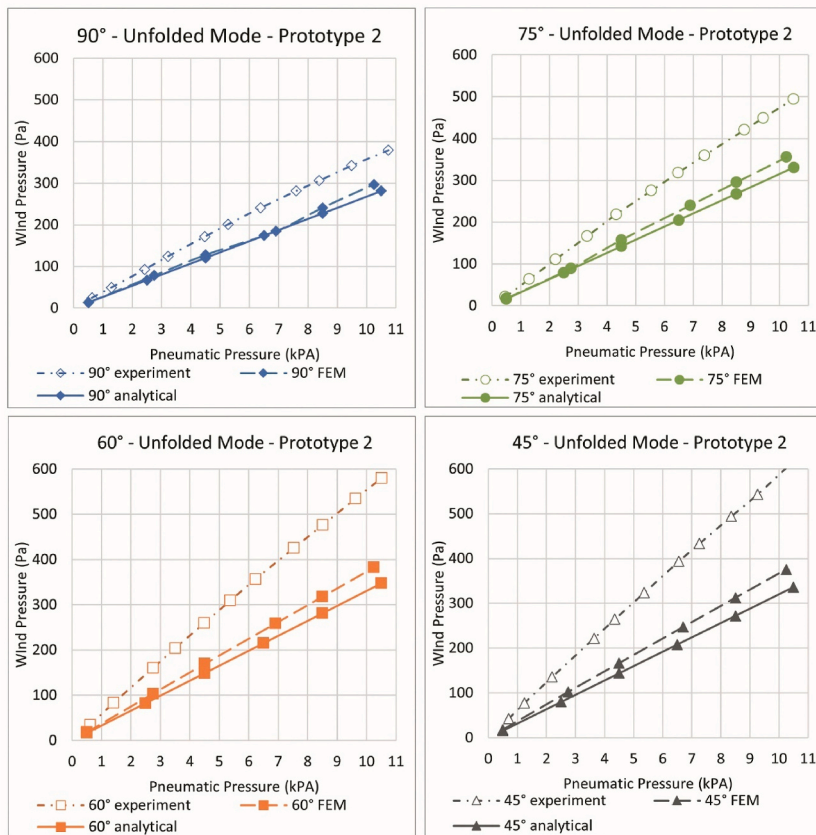 90° - Unfolded Mode - Prototype 2
600
500
400
300
200
100
0
Wind Pressure (Pa)
0 1 2 3 4 5 6 7 8 9 10 11
Pneumatic Pressure (kPA)
90° experiment 90° FEM
90° analytical
75° - Unfolded Mode - Prototype 2
600
500
400
300
200
100
0
Wind Pressure (Pa)
0 1 2 3 4 5 6 7 8 9 10 11
Pneumatic Pressure (kPA)
75° experiment 75° FEM
75° analytical
60° - Unfolded Mode - Prototype 2
600
500
400
300
200
100
0
Wind Pressure (Pa)
0 1 2 3 4 5 6 7 8 9 10 11
Pneumatic Pressure (kPA)
60° experiment 60° FEM
60° analytical
45° - Unfolded Mode - Prototype 2
600
500
400
300
200
100
0
Wind Pressure (Pa)
0 1 2 3 4 5 6 7 8 9 10 11
Pneumatic Pressure (kPA)
45° experiment 45° FEM
45° analytical